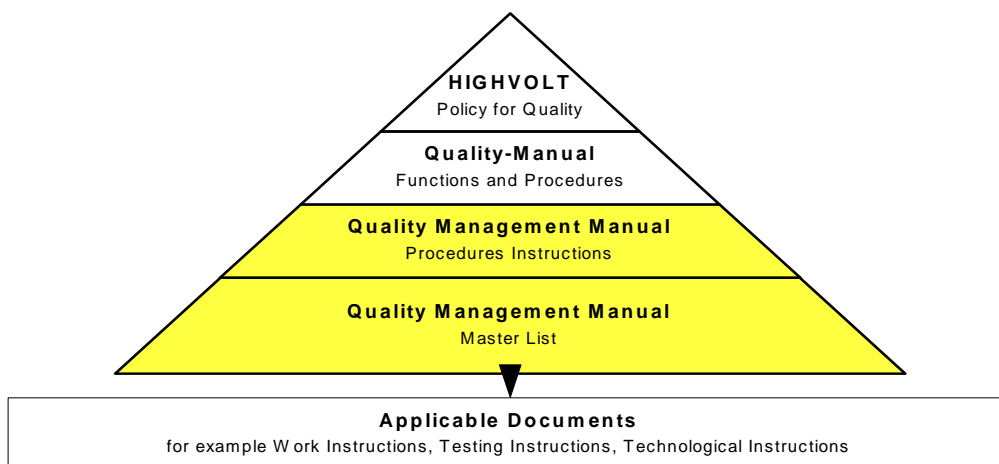 HIGHVOLT
Policy for Quality
Quality-Manual
Functions and Procedures
Quality Management Manual
Procedures Instructions
Quality Management Manual
Master List
Applicable Documents
for example Work Instructions, Testing Instructions, Technological Instructions